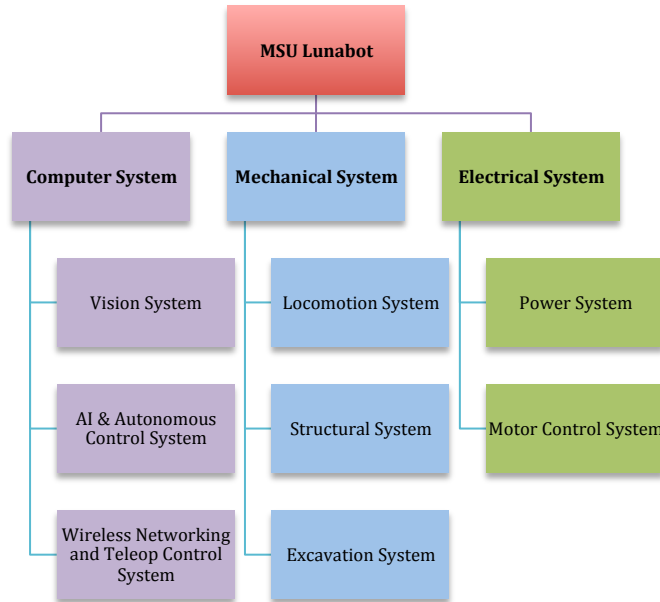 MSU Lunabot
Computer System
Mechanical System
Electrical System
Vision System
Locomotion System
Power System
AI & Autonomous
Control System
Structural System
Motor Control System
Wireless Networking
and Teleop Control
System
Excavation System